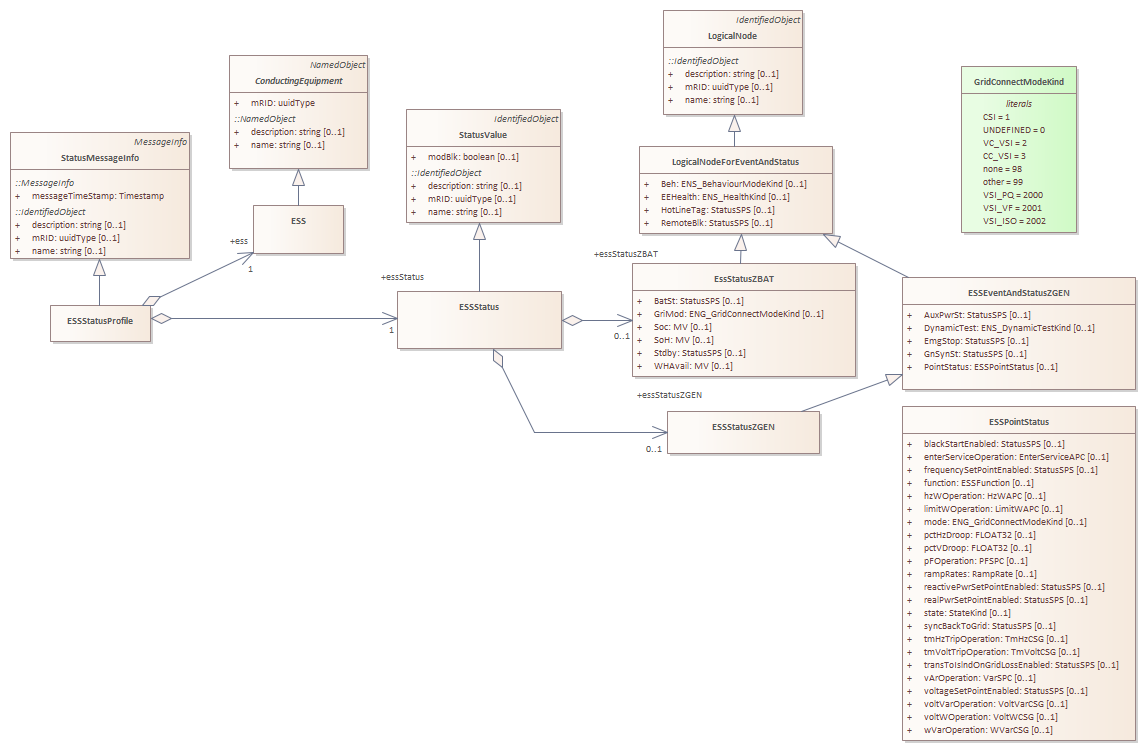 MessageInfo
StatusMessageInfo
::MessageInfo
+ messageTimeStamp: Timestamp
::IdentifiedObject
+ description: string [0..1]
+ mRID: uuidType [0..1]
+ name: string [0..1]
NamedObject
ConductingEquipment
+ mRID: uuidType
::NamedObject
+ description: string [0..1]
+ name: string [0..1]
ESS
+ess
1
ESSStatusProfile
IdentifiedObject
StatusValue
+ modBlk: boolean [0..1]
::IdentifiedObject
+ description: string [0..1]
+ mRID: uuidType [0..1]
+ name: string [0..1]
+essStatus
1
ESSStatus
IdentifiedObject
LogicalNode
::IdentifiedObject
+ description: string [0..1]
+ mRID: uuidType [0..1]
+ name: string [0..1]
LogicalNodeForEventAndStatus
+ Beh: ENS_BehaviourModeKind [0..1]
+ EEHealth: ENS_HealthKind [0..1]
+ HotLineTag: StatusSPS [0..1]
+ RemoteBlk: StatusSPS [0..1]
+essStatusZBAT
0..1
EssStatusZBAT
+ BatSt: StatusSPS [0..1]
+ GriMod: ENG_GridConnectModeKind [0..1]
+ Soc: MV [0..1]
+ SoH: MV [0..1]
+ Stdby: StatusSPS [0..1]
+ WHAvail: MV [0..1]
+essStatusZGEN
0..1
ESSStatusZGEN
GridConnectModeKind
literals
CSI = 1
UNDEFINED = 0
VC_VSI = 2
CC_VSI = 3
none = 98
other = 99
VSI_PQ = 2000
VSI_VF = 2001
VSI_ISO = 2002
ESSEventAndStatusZGEN
+ AuxPwrSt: StatusSPS [0..1]
+ DynamicTest: ENS_DynamicTestKind [0..1]
+ EmgStop: StatusSPS [0..1]
+ GnSynSt: StatusSPS [0..1]
+ PointStatus: ESSPointStatus [0..1]
ESSPointStatus
+ blackStartEnabled: StatusSPS [0..1]
+ enterServiceOperation: EnterServiceAPC [0..1]
+ frequencySetPointEnabled: StatusSPS [0..1]
+ function: ESSFunction [0..1]
+ hzWOperation: HzWAPC [0..1]
+ limitWOperation: LimitWAPC [0..1]
+ mode: ENG_GridConnectModeKind [0..1]
+ pctHzDroop: FLOAT32 [0..1]
+ pctVDroop: FLOAT32 [0..1]
+ pFOperation: PFSPC [0..1]
+ rampRates: RampRate [0..1]
+ reactivePwrSetPointEnabled: StatusSPS [0..1]
+ realPwrSetPointEnabled: StatusSPS [0..1]
+ state: StateKind [0..1]
+ syncBackToGrid: StatusSPS [0..1]
+ tmHzTripOperation: TmHzCSG [0..1]
+ tmVoltTripOperation: TmVoltCSG [0..1]
+ transToIslndOnGridLossEnabled: StatusSPS [0..1]
+ vArOperation: VarSPC [0..1]
+ voltageSetPointEnabled: StatusSPS [0..1]
+ voltVarOperation: VoltVarCSG [0..1]
+ voltWOperation: VoltWCSG [0..1]
+ wVarOperation: WVarCSG [0..1]